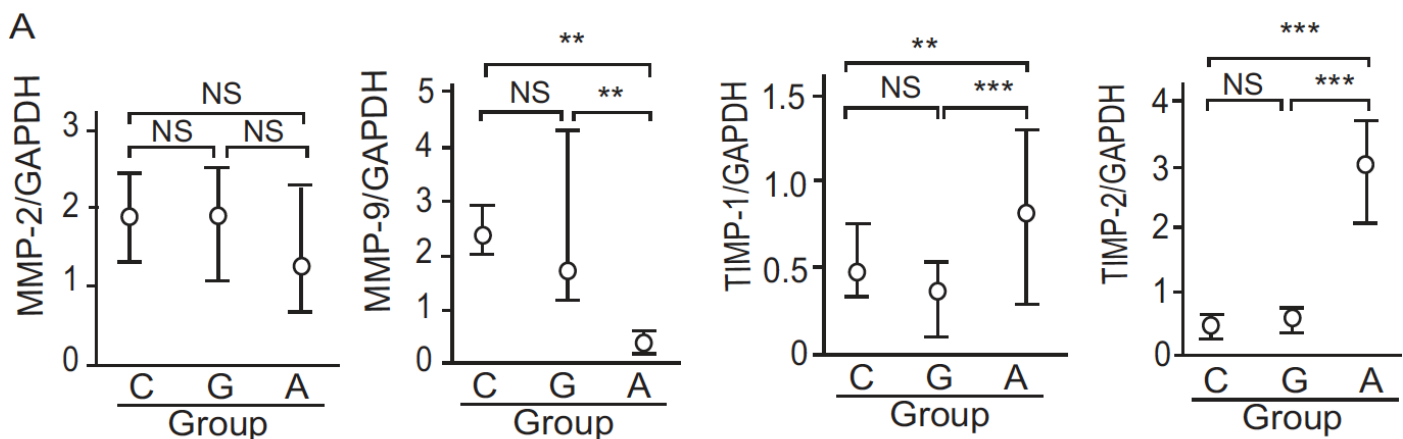 A
MMP-2/GAPDH
NS
NS NS
3
2
1
0
C G A
Group
MMP-9/GAPDH
**
NS **
5
4
3
2
1
0
C G A
Group
TIMP-1/GAPDH
**
NS ***
1.5
1.0
0.5
0
C G A
Group
TIMP-2/GAPDH
***
NS ***
4
3
2
1
0
C G A
Group